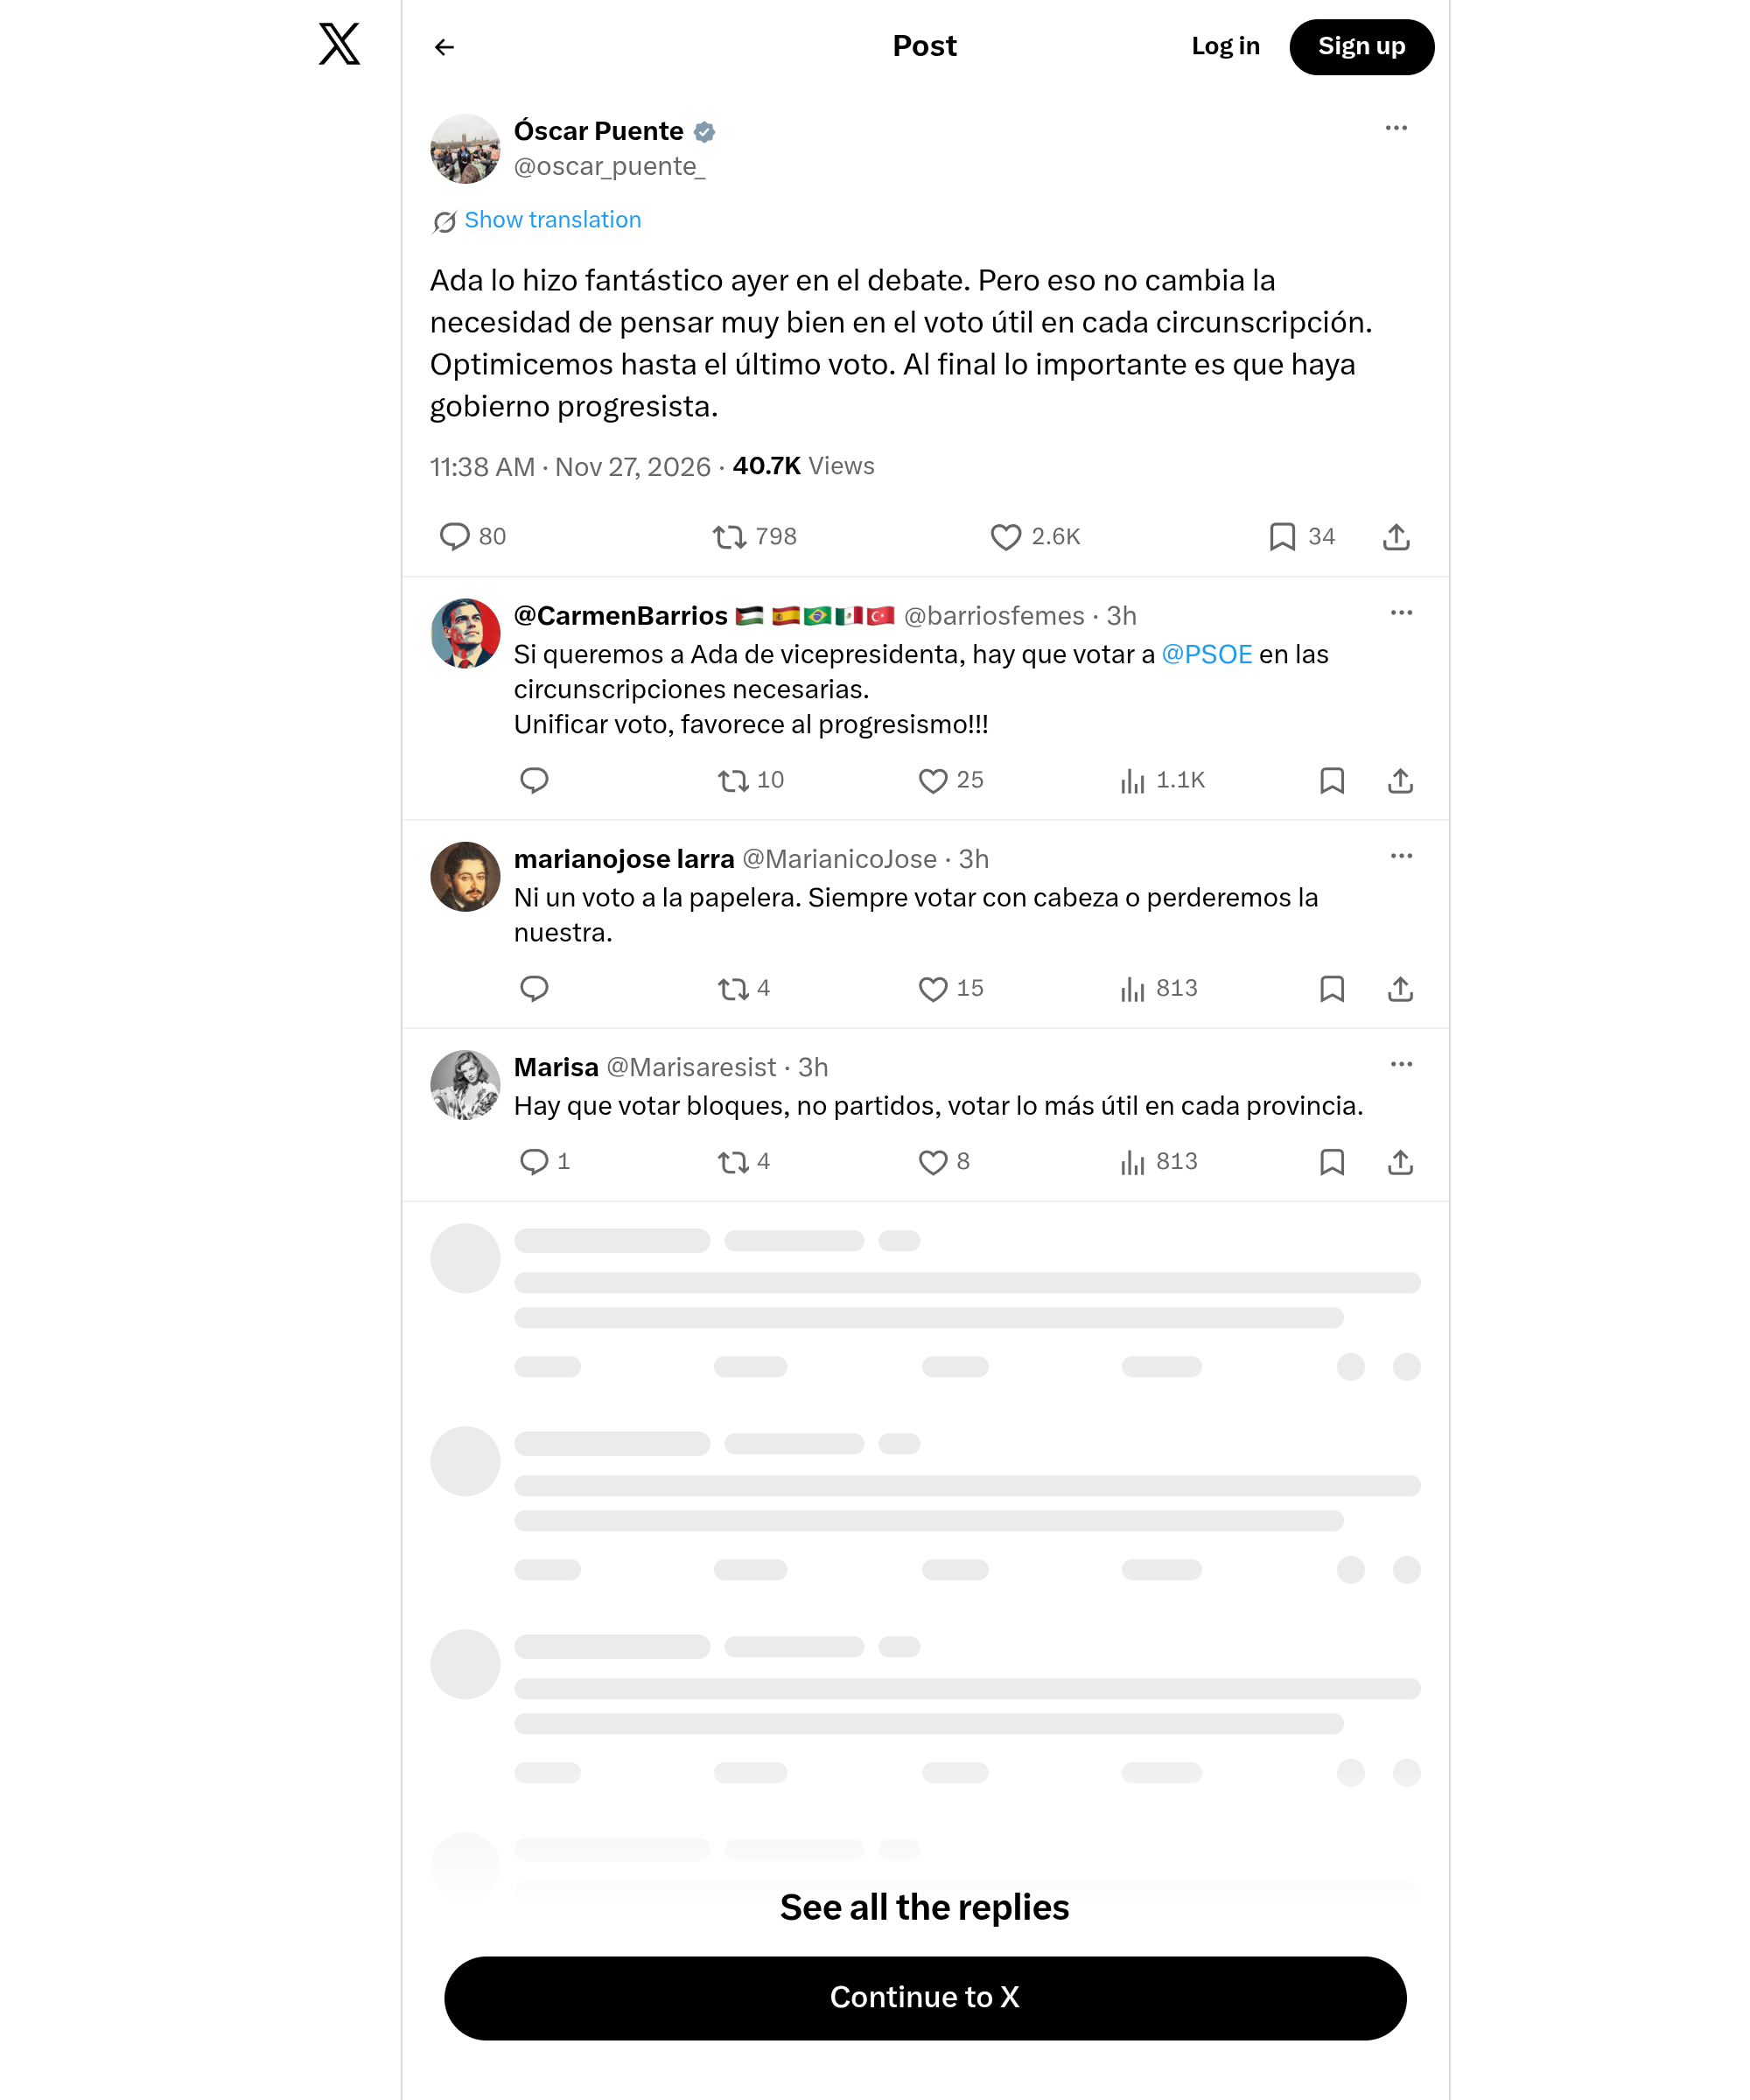 Post
Log in
Sign up
Óscar Puente
@oscar_puente_
Show translation
Ada lo hizo fantástico ayer en el debate. Pero eso no cambia la
necesidad de pensar muy bien en el voto útil en cada circunscripción.
Optimicemos hasta el último voto. Al final lo importante es que haya
gobierno progresista.
11:38 AM · Nov 27, 2026 · 40.7K Views
80 798 2.6K 34
@CarmenBarrios 🇵🇸 🇪🇸🇧🇷🇲🇽🇹🇷 @barriosfemes · 3h
Si queremos a Ada de vicepresidenta, hay que votar a @PSOE en las
circunscripciones necesarias.
Unificar voto, favorece al progresismo!!!
10 25 1.1K
marianojose larra @MarianicoJose · 3h
Ni un voto a la papelera. Siempre votar con cabeza o perderemos la
nuestra.
4 15 813
Marisa @Marisaresist · 3h
Hay que votar bloques, no partidos, votar lo más útil en cada provincia.
1 4 8 813
See all the replies
Continue to X